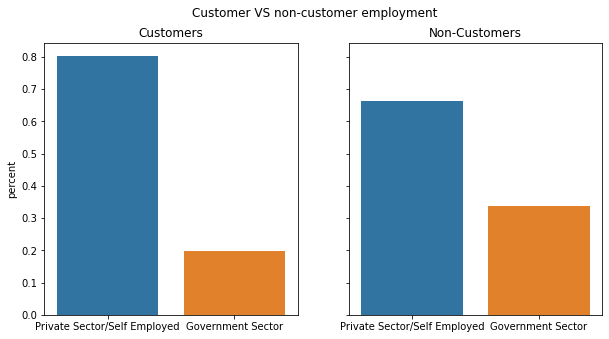 Customer VS non-customer employment
Customers
Non-Customers
percent
0.8
0.7
0.6
0.5
0.4
0.3
0.2
0.1
0.0
Private Sector/Self Employed Government Sector
Private Sector/Self Employed Government Sector